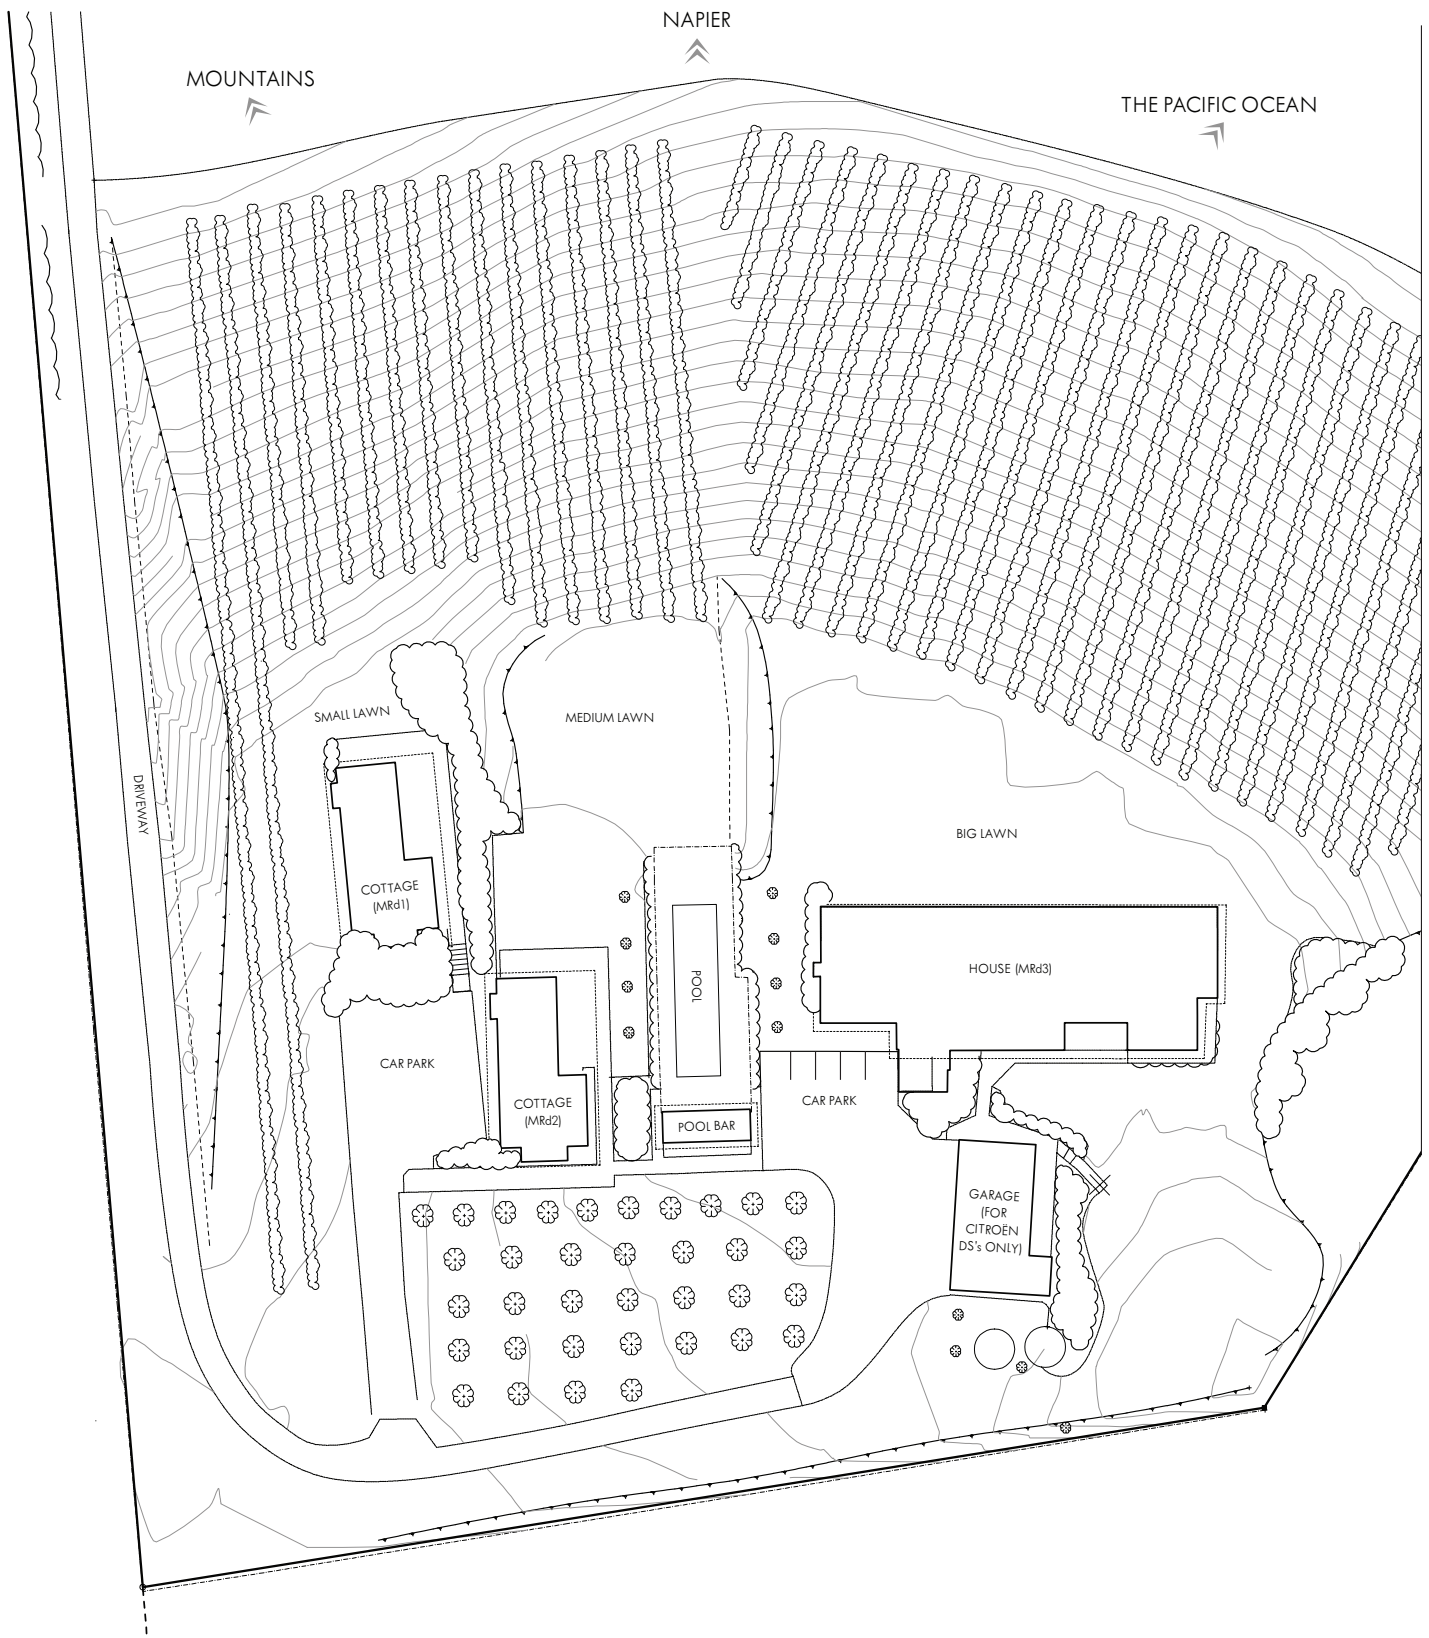 NAPIER
MOUNTAINS
THE PACIFIC OCEAN
SMALL LAWN
MEDIUM LAWN
DRIVEWAY
BIG LAWN
COTTAGE
(MRd1)
POOL
HOUSE (MRd3)
CAR PARK
COTTAGE
(MRd2)
CAR PARK
POOL BAR
GARAGE
(FOR
CITROËN
DS's ONLY)